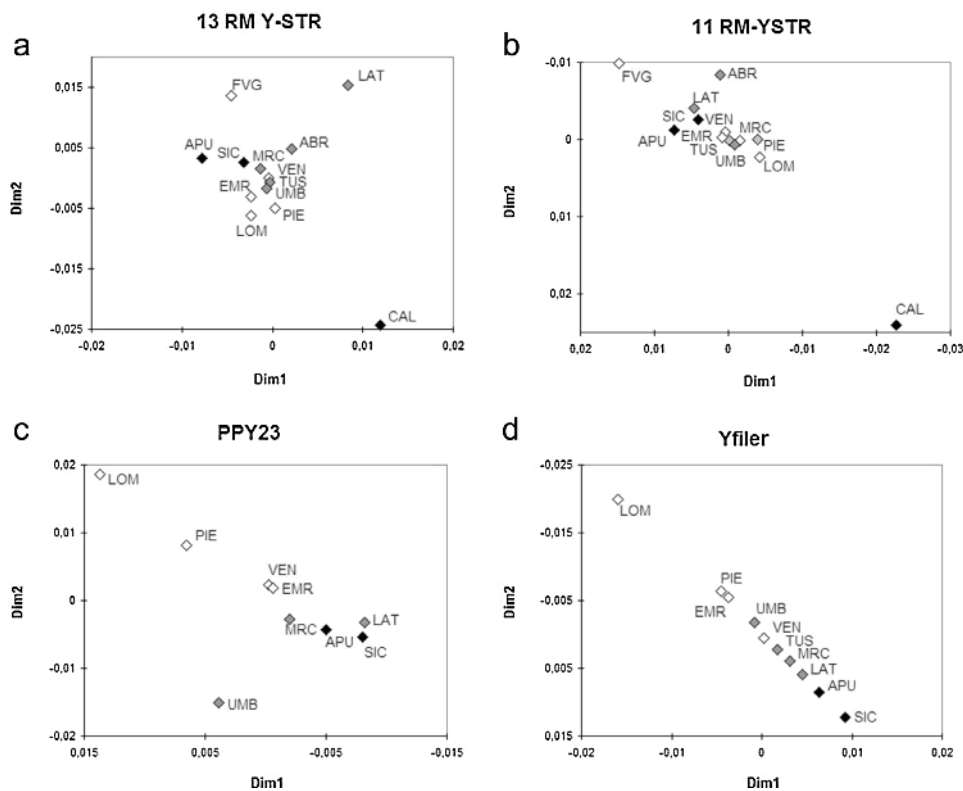 13 RM Y-STR
a
0,015
0,005
-0,005
-0,015
-0,025
Dim2
FVG
LAT
APU
SIC
MRC
ABR
VEN
TUS
UMB
EMR
LOM
PIE
CAL
-0,02
-0,01
0
0,01
0,02
Dim1
11 RM-YSTR
b
-0,01
0
0,01
0,02
Dim2
FVG
ABR
LAT
SIC
VEN
APU
EMR
MRC
TUS
PIE
UMB
LOM
CAL
0,02
0,01
0
-0,01
-0,02
-0,03
Dim1
PPY23
c
0,02
0,01
0
-0,01
-0,02
Dim2
LOM
PIE
VEN
EMR
MRC
APU
LAT
SIC
UMB
0,015
0,005
-0,005
-0,015
Dim1
Yfiler
d
-0,025
-0,015
-0,005
0,005
0,015
Dim2
LOM
PIE
EMR
UMB
VEN
TUS
MRC
LAT
APU
SIC
-0,02
-0,01
0
0,01
0,02
Dim1